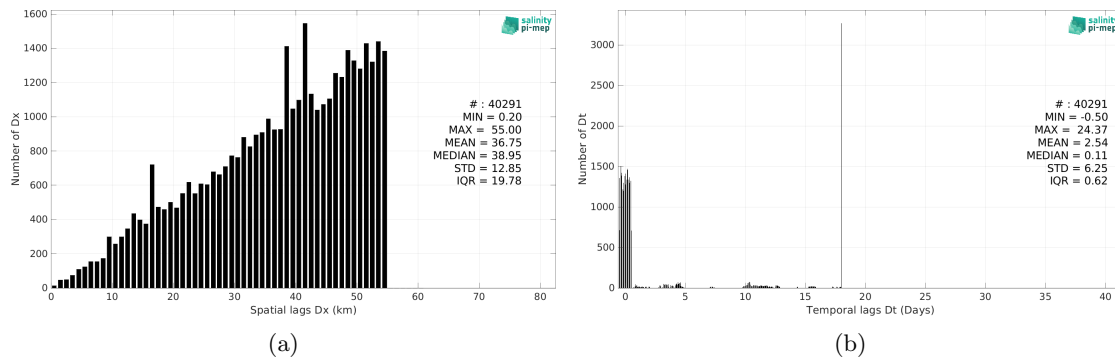 1600
1400
1200
1000
800
600
400
200
0
Number of Dx
0 10 20 30 40 50 60 70 80
Spatial lags Dx (km)
salinity
pi-mep
# : 40291
MIN = 0.20
MAX = 55.00
MEAN = 36.75
MEDIAN = 38.95
STD = 12.85
IQR = 19.78
(a)
3000
2500
2000
1500
1000
500
0
Number of Dt
0 5 10 15 20 25 30 35 40
Temporal lags Dt (Days)
salinity
pi-mep
# : 40291
MIN = -0.50
MAX = 24.37
MEAN = 2.54
MEDIAN = 0.11
STD = 6.25
IQR = 0.62
(b)